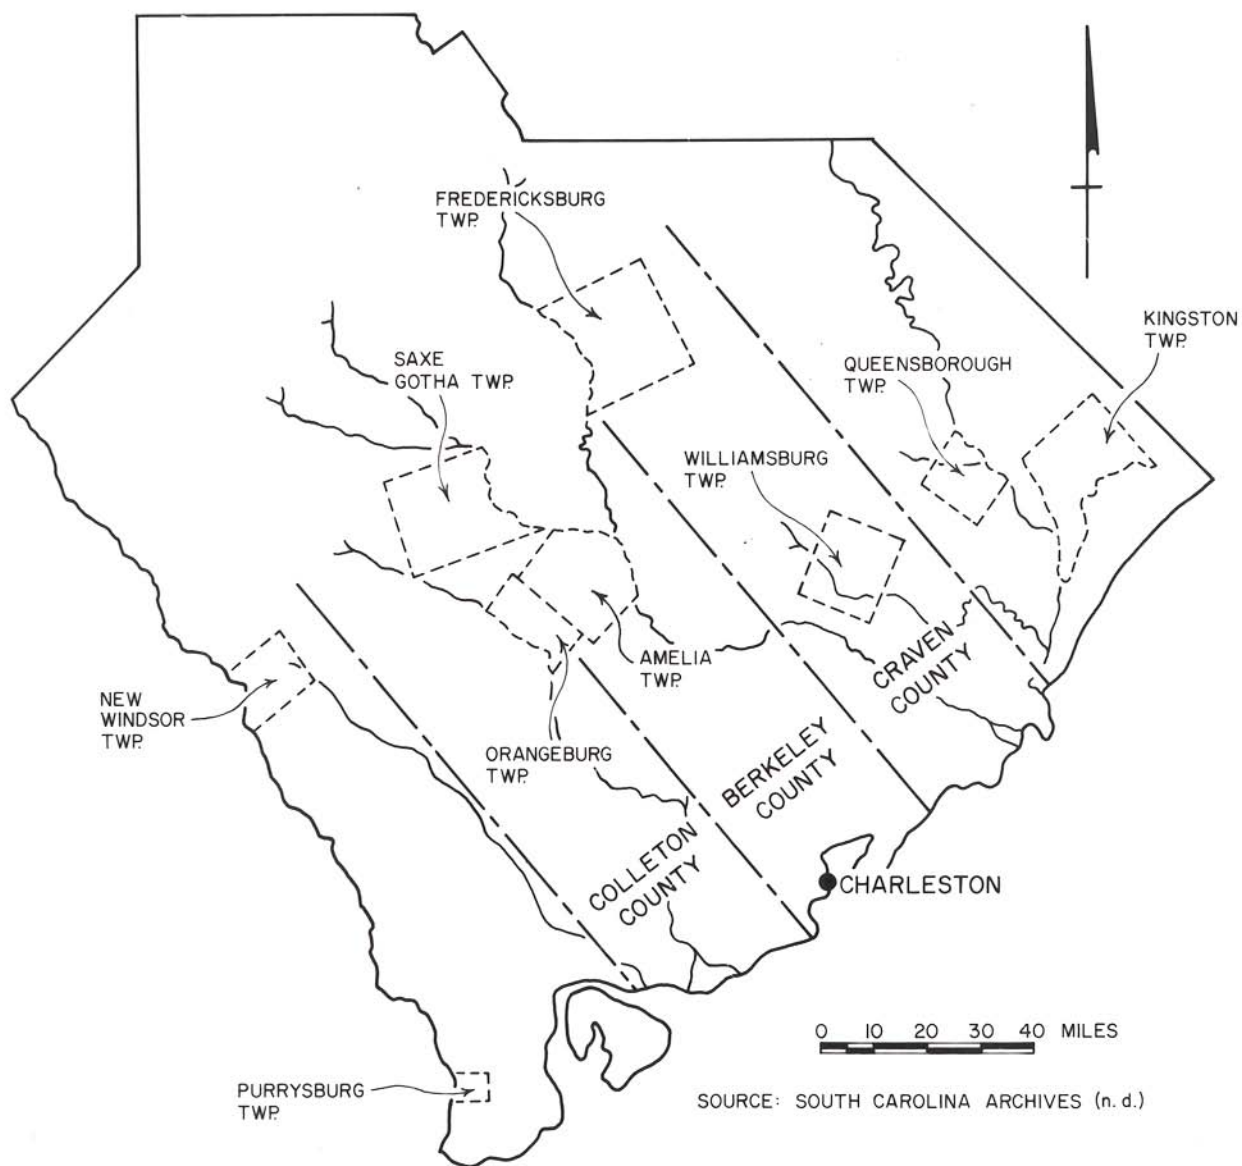 FREDERICKSBURG
TWP.
KINGSTON
TWP.
SAXE
GOTHA TWP.
QUEENSBOROUGH
TWP.
WILLIAMSBURG
TWP.
AMELIA
TWP.
NEW
WINDSOR
TWP.
ORANGEBURG
TWP.
CRAVEN
COUNTY
BERKELEY
COUNTY
COLLETON
COUNTY
CHARLESTON
0 10 20 30 40 MILES
PURRYSBURG
TWP.
SOURCE: SOUTH CAROLINA ARCHIVES (n.d.)